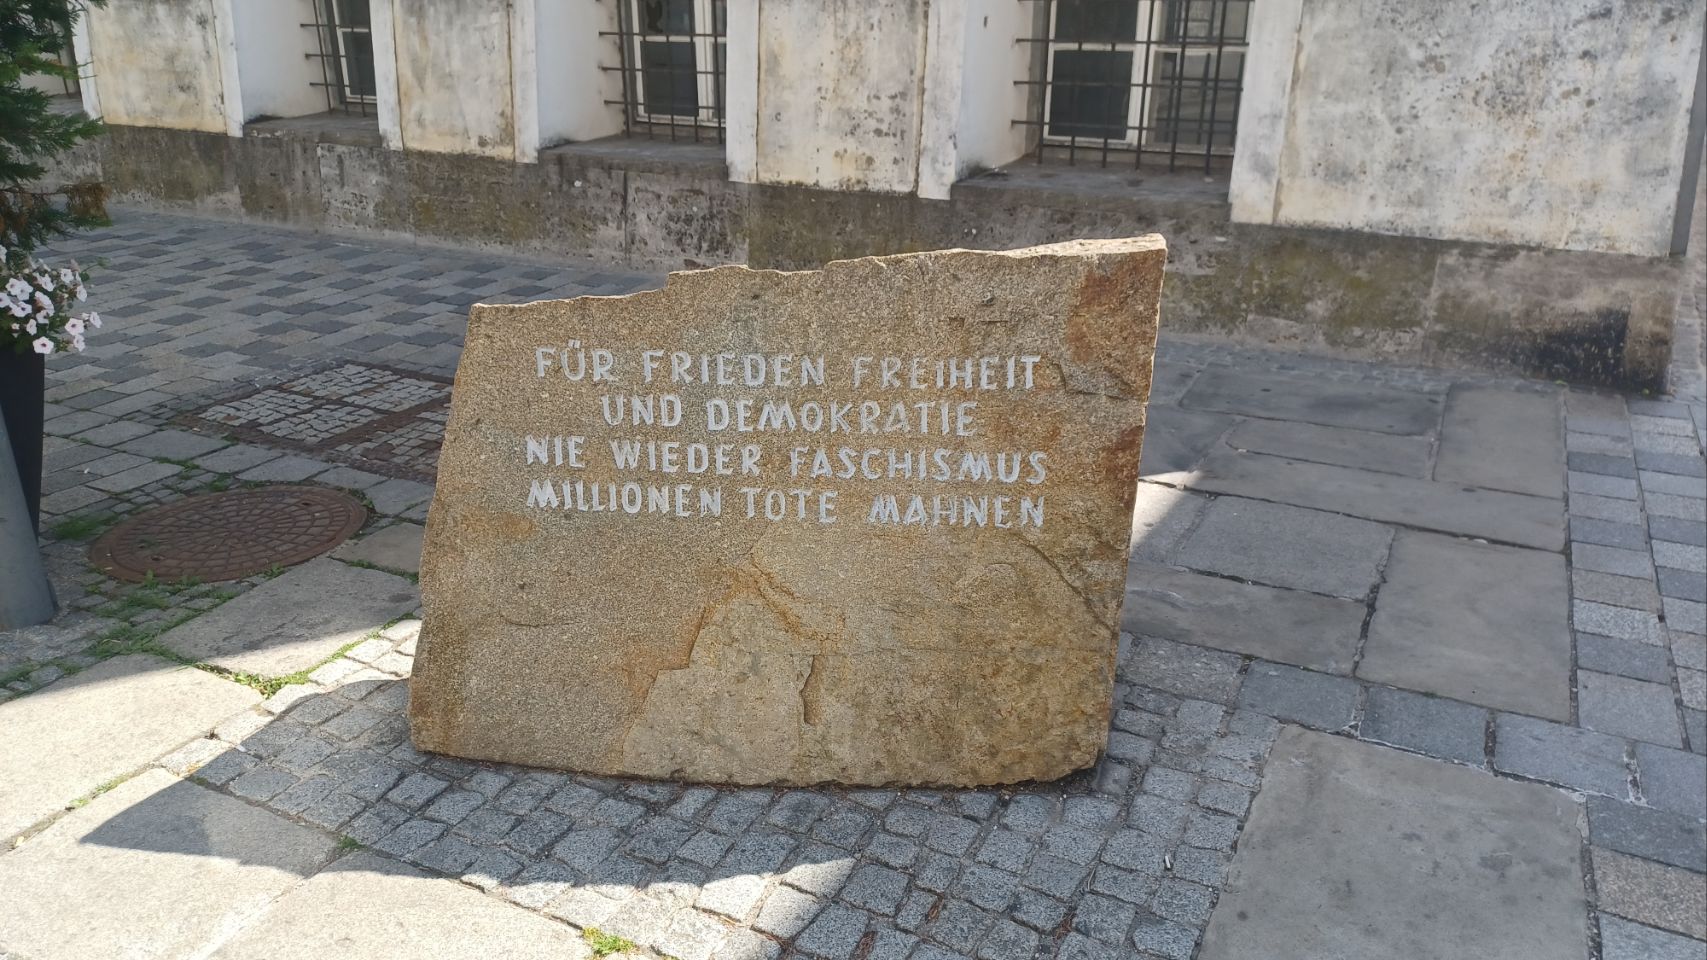 FÜR FRIEDEN FREIHEIT
UND DEMOKRATIE
NIE WIEDER FASCHISMUS
MILLIONEN TOTE MAHNEN